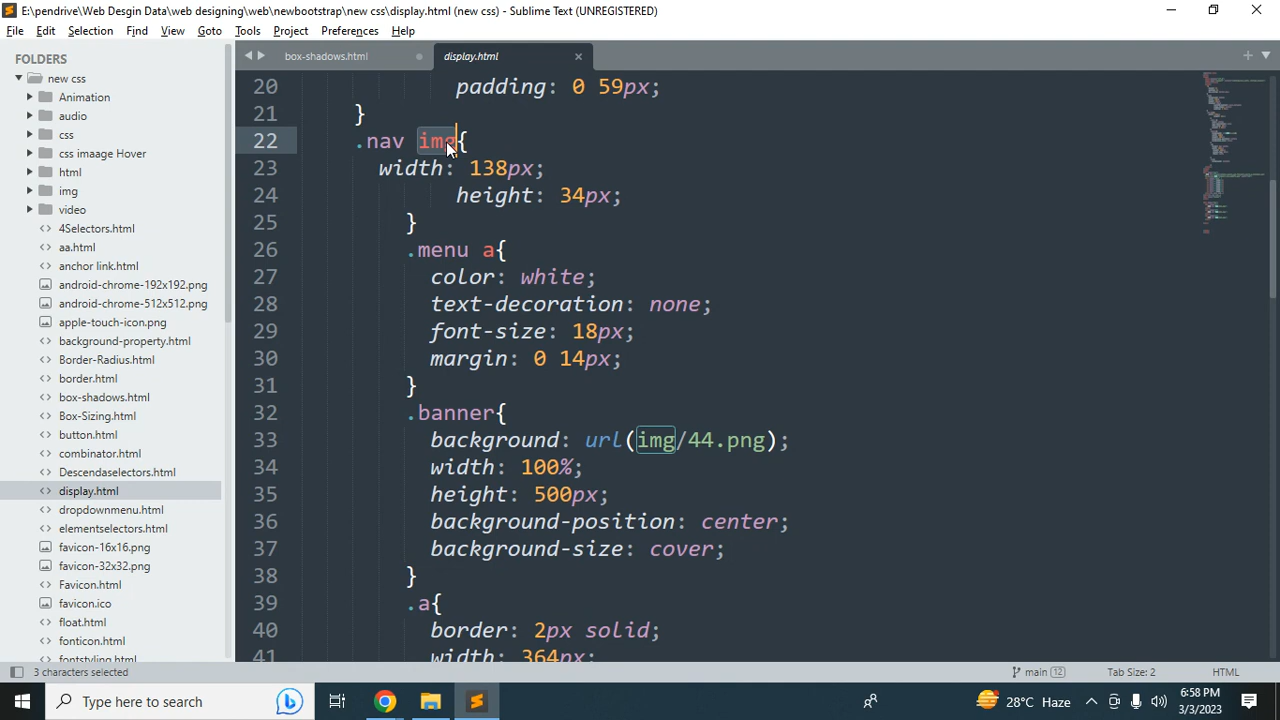 E:\pendrive\Web Desgin Data\web designing\web\newbootstrap\new css\display.html (new css) - Sublime Text (UNREGISTERED)
File Edit Selection Find View Goto Tools Project Preferences Help
FOLDERS
new css
Animation
audio
css
css imaage Hover
html
img
video
4Selectors.html
aa.html
anchor link.html
android-chrome-192x192.png
android-chrome-512x512.png
apple-touch-icon.png
background-property.html
Border-Radius.html
border.html
box-shadows.html
Box-Sizing.html
button.html
combinator.html
Descendaselectors.html
display.html
dropdownmenu.html
elementselectors.html
favicon-16x16.png
favicon-32x32.png
Favicon.html
favicon.ico
float.html
fonticon.html
fontstyling.html
box-shadows.html display.html
20 padding: 0 59px;
21 }
22 .nav img{
23 width: 138px;
24 height: 34px;
25 }
26 .menu a{
27 color: white;
28 text-decoration: none;
29 font-size: 18px;
30 margin: 0 14px;
31 }
32 .banner{
33 background: url(img/44.png);
34 width: 100%;
35 height: 500px;
36 background-position: center;
37 background-size: cover;
38 }
39 .a{
40 border: 2px solid;
41 width: 364px;
3 characters selected main 12 Tab Size: 2 HTML
Type here to search 28°C Haze 6:58 PM
3/3/2023